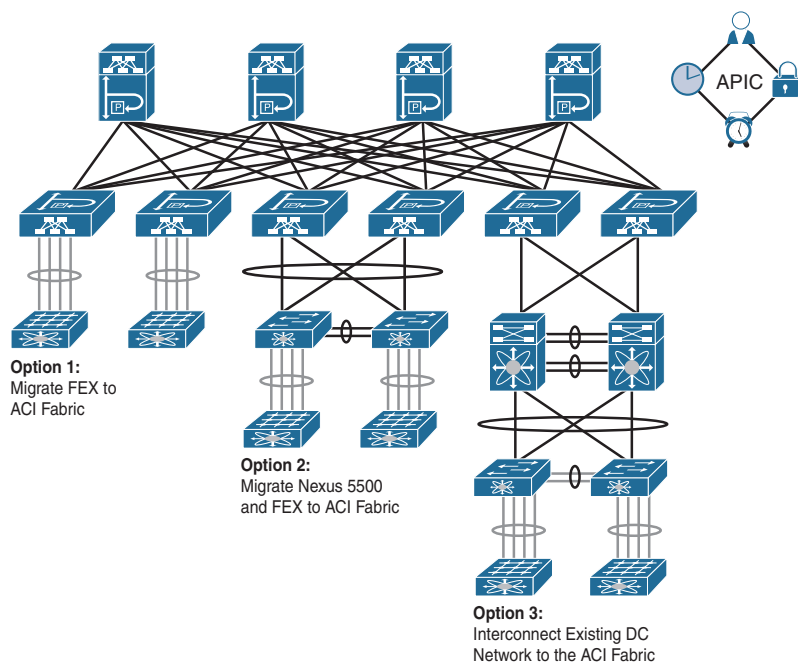 APIC
P
P
P
P
P
P
P
P
P
P
Option 1:
Migrate FEX to
ACI Fabric
Option 2:
Migrate Nexus 5500
and FEX to ACI Fabric
Option 3:
Interconnect Existing DC
Network to the ACI Fabric